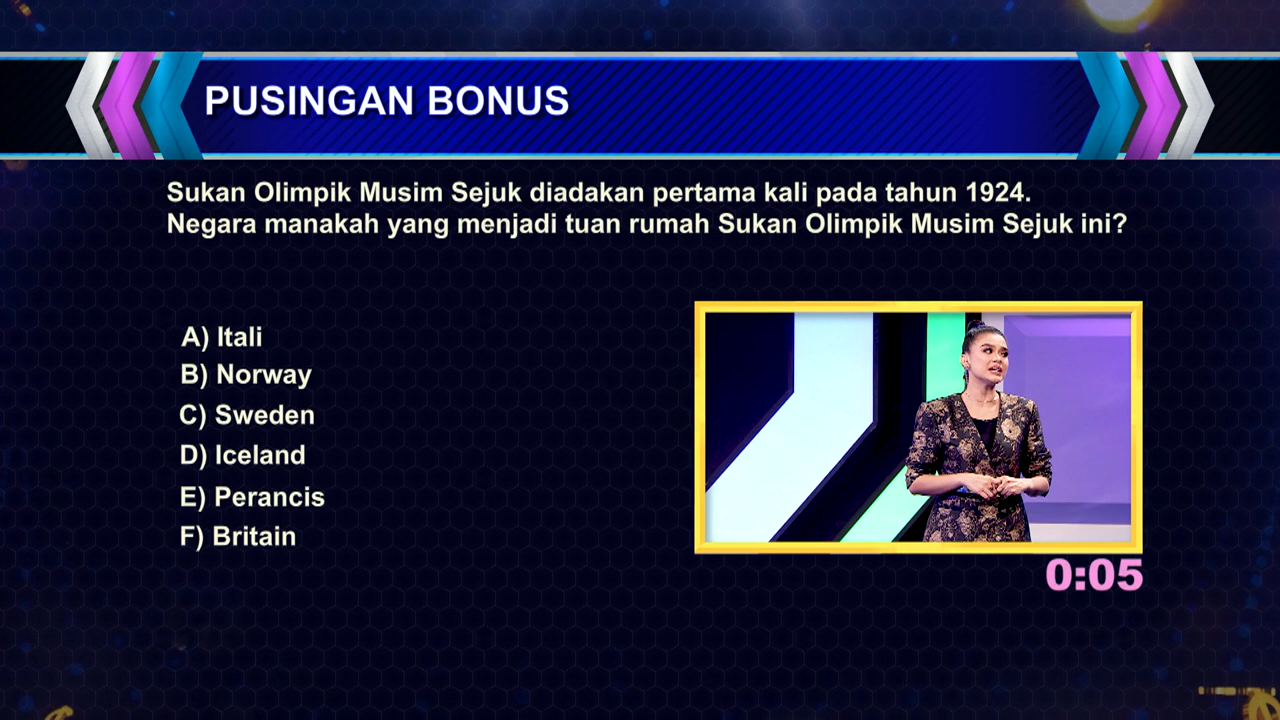 PUSINGAN BONUS
Sukan Olimpik Musim Sejuk diadakan pertama kali pada tahun 1924.
Negara manakah yang menjadi tuan rumah Sukan Olimpik Musim Sejuk ini?
A) Itali
B) Norway
C) Sweden
D) Iceland
E) Perancis
F) Britain
0:05